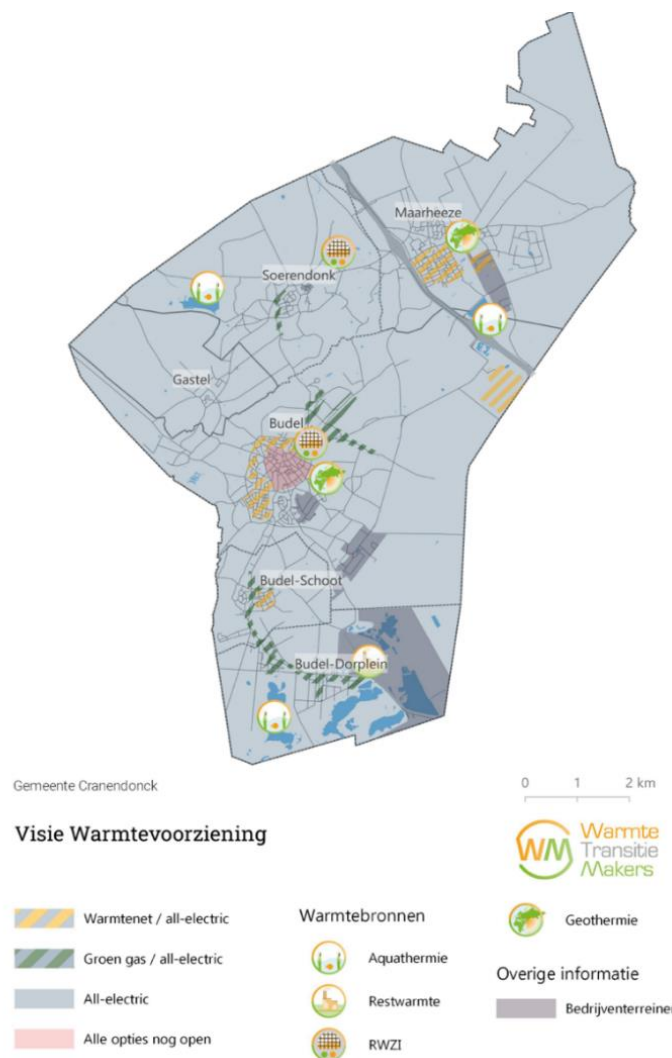 Maarheeze
Soerendonk
Gastel
Budel
Budel-Schoot
Budel-Dorplein
Gemeente Cranendonck
0 1 2 km
Visie Warmtevoorziening
WM
Warmte
Transitie
Makers
Warmtenet / all-electric
Groen gas / all-electric
All-electric
Alle opties nog open
Warmtebronnen
Aquathermie
Restwarmte
RWZI
Geothermie
Overige informatie
Bedrijventerreinen